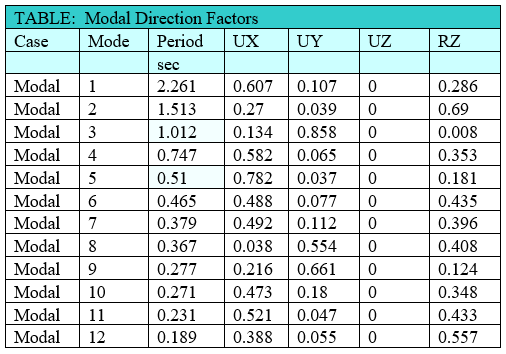 TABLE: Modal Direction Factors
Case Mode Period UX UY UZ RZ
sec
Modal 1 2.261 0.607 0.107 0 0.286
Modal 2 1.513 0.27 0.039 0 0.69
Modal 3 1.012 0.134 0.858 0 0.008
Modal 4 0.747 0.582 0.065 0 0.353
Modal 5 0.51 0.782 0.037 0 0.181
Modal 6 0.465 0.488 0.077 0 0.435
Modal 7 0.379 0.492 0.112 0 0.396
Modal 8 0.367 0.038 0.554 0 0.408
Modal 9 0.277 0.216 0.661 0 0.124
Modal 10 0.271 0.473 0.18 0 0.348
Modal 11 0.231 0.521 0.047 0 0.433
Modal 12 0.189 0.388 0.055 0 0.557